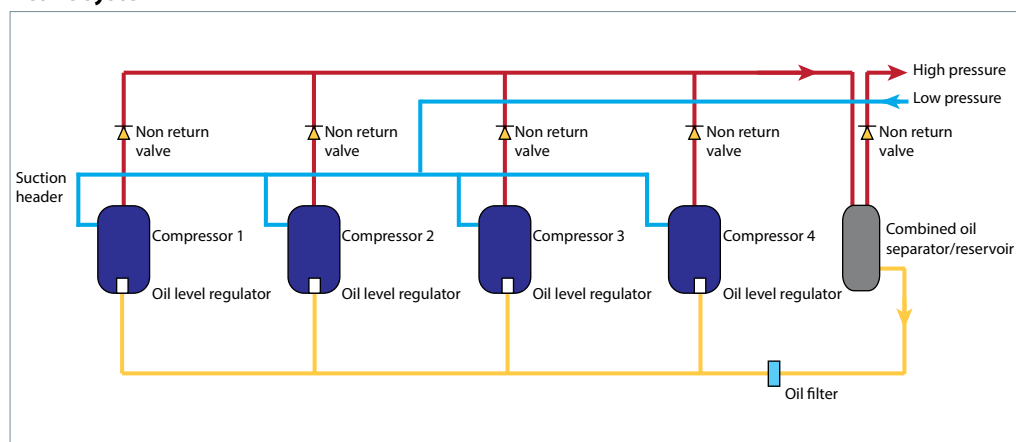 High pressure
Low pressure
Non return
valve
Non return
valve
Non return
valve
Non return
valve
Non return
valve
Suction
header
Compressor 1
Compressor 2
Compressor 3
Compressor 4
Combined oil
separator/reservoir
Oil level regulator
Oil level regulator
Oil level regulator
Oil level regulator
Oil filter